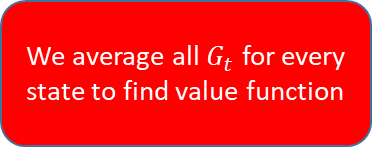 We average all G_t for every
state to find value function